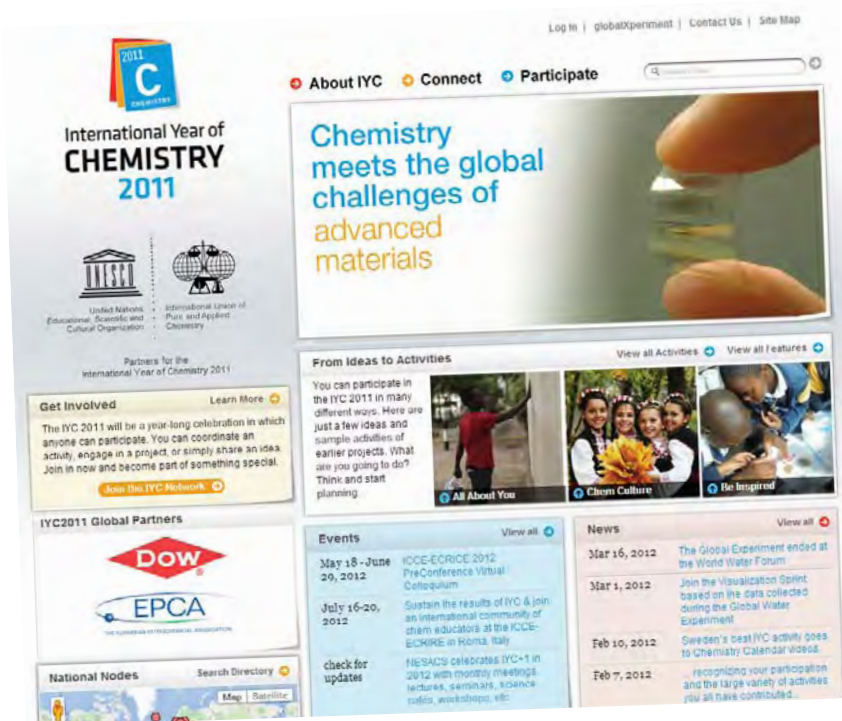 Log In | globalXperiment | Contact Us | Site Map
2011
C
CHEMISTRY
International Year of
CHEMISTRY
2011
About IYC
Connect
Participate
Chemistry
meets the global
challenges of
advanced
materials
UNESCO
United Nations
Educational, Scientific and
Cultural Organization
International Union of
Pure and Applied
Chemistry
Partners for the
International Year of Chemistry 2011
Get Involved
Learn More
The IYC 2011 will be a year-long celebration in which
anyone can participate. You can coordinate an
activity, engage in a project, or simply share an idea.
Join in now and become part of something special.
Join the IYC Network
IYC2011 Global Partners
DOW
EPCA
THE EUROPEAN PETROCHEMICAL ASSOCIATION
National Nodes
Search Directory
Map
Satellite
From Ideas to Activities
View all Activities
View all Features
You can participate in
the IYC 2011 in many
different ways. Here are
just a few ideas and
sample activities of
earlier projects. What
are you going to do?
Think and start
planning.
All About You
Chem Culture
Be Inspired
Events
View all
May 18 - June
29, 2012
ICCE-ECRICE 2012
PreConference Virtual
Colloquium
July 16-20,
2012
Sustain the results of IYC & join
an international community of
chem educators at the ICCE-
ECRIRE in Roma, Italy
check for
updates
NESACS celebrates IYC+1 in
2012 with monthly meetings,
lectures, seminars, science
cafes, workshops, etc
News
View all
Mar 16, 2012
The Global Experiment ended at
the World Water Forum
Mar 1, 2012
Join the Visualization Sprint
based on the data collected
during the Global Water
Experiment
Feb 10, 2012
Sweden's best IYC activity goes
to Chemistry Calendar videos
Feb 7, 2012
... recognizing your participation
and the large variety of activities
you all have contributed...